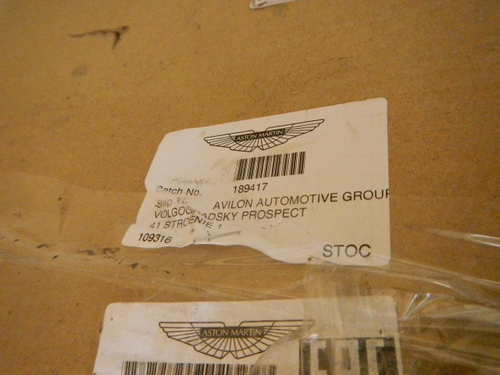 ASTON MARTIN
Batch No. 189417
AVILON AUTOMOTIVE GROUP
VOLGOGRADSKY PROSPECT
41 STROENIE 1
109316
STOC
ASTON MARTIN